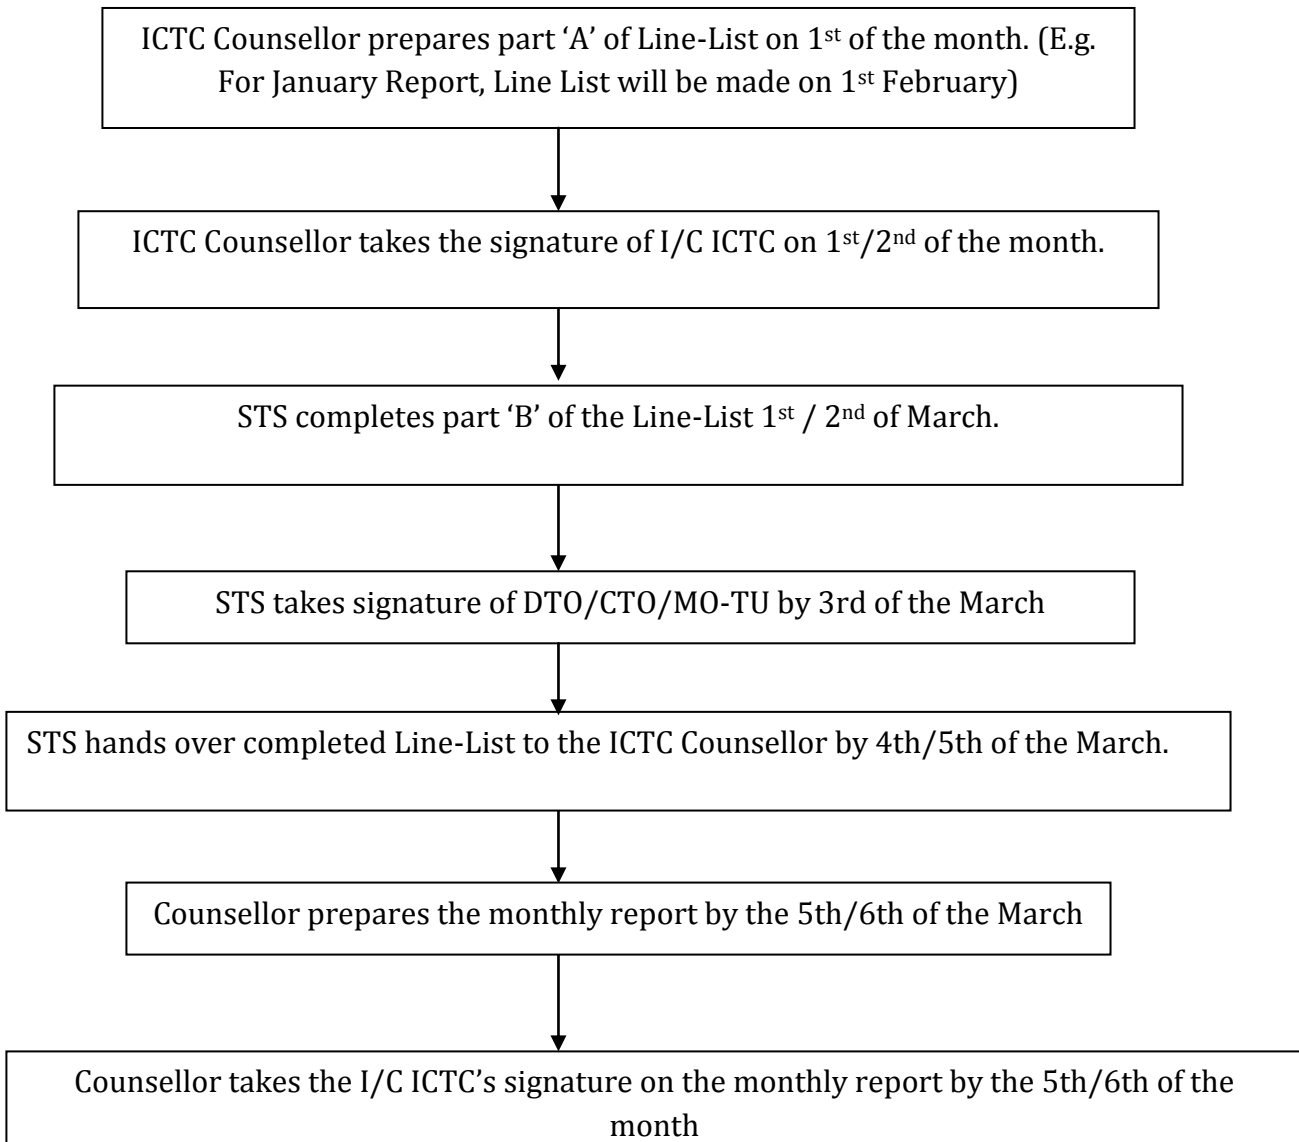 ICTC Counsellor prepares part ‘A’ of Line-List on 1st of the month. (E.g.
For January Report, Line List will be made on 1st February)
ICTC Counsellor takes the signature of I/C ICTC on 1st/2nd of the month.
STS completes part ‘B’ of the Line-List 1st / 2nd of March.
STS takes signature of DTO/CTO/MO-TU by 3rd of the March
STS hands over completed Line-List to the ICTC Counsellor by 4th/5th of the March.
Counsellor prepares the monthly report by the 5th/6th of the March
Counsellor takes the I/C ICTC’s signature on the monthly report by the 5th/6th of the
month